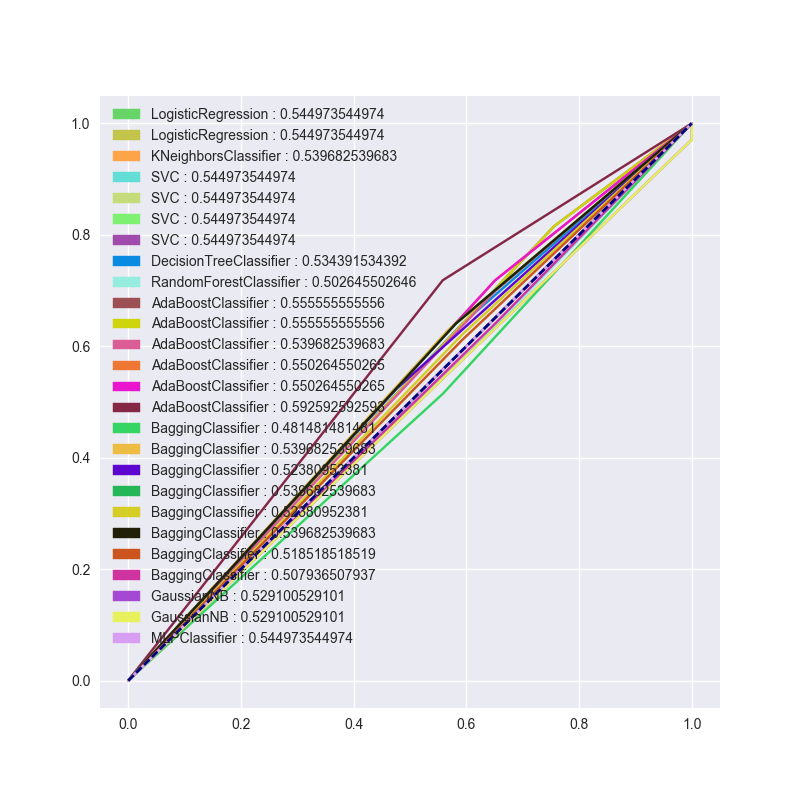 LogisticRegression : 0.544973544974
LogisticRegression : 0.544973544974
KNeighborsClassifier : 0.539682539683
SVC : 0.544973544974
SVC : 0.544973544974
SVC : 0.544973544974
SVC : 0.544973544974
DecisionTreeClassifier : 0.534391534392
RandomForestClassifier : 0.502645502646
AdaBoostClassifier : 0.555555555556
AdaBoostClassifier : 0.555555555556
AdaBoostClassifier : 0.539682539683
AdaBoostClassifier : 0.550264550265
AdaBoostClassifier : 0.550264550265
AdaBoostClassifier : 0.592592592593
BaggingClassifier : 0.481481481481
BaggingClassifier : 0.539682539683
BaggingClassifier : 0.52380952381
BaggingClassifier : 0.539682539683
BaggingClassifier : 0.52380952381
BaggingClassifier : 0.539682539683
BaggingClassifier : 0.518518518519
BaggingClassifier : 0.507936507937
GaussianNB : 0.529100529101
GaussianNB : 0.529100529101
MLPClassifier : 0.544973544974
1.0
0.8
0.6
0.4
0.2
0.0
0.0 0.2 0.4 0.6 0.8 1.0